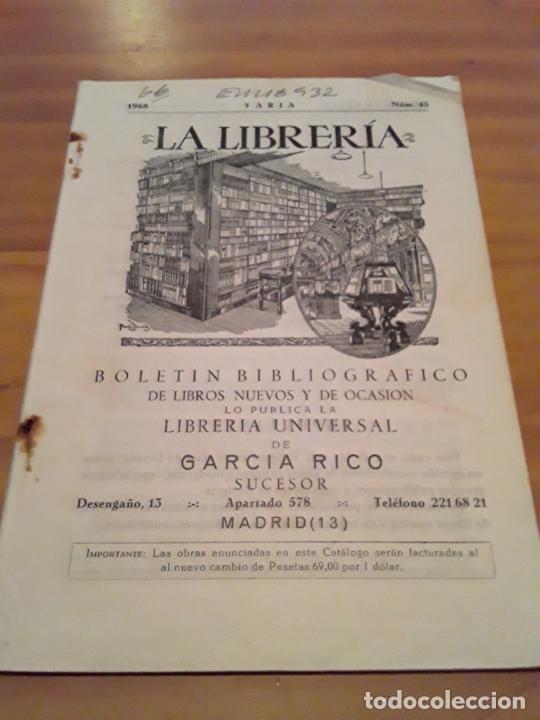 66
1968 VARIA Núm. 45
LA LIBRERÍA
BOLETIN BIBLIOGRAFICO
DE LIBROS NUEVOS Y DE OCASION
LO PUBLICA LA
LIBRERIA UNIVERSAL
DE
GARCIA RICO
SUCESOR
Desengaño, 13 :-: Apartado 578 :-: Teléfono 221 68 21
MADRID (13)
IMPORTANTE: Las obras anunciadas en este Catálogo serán facturadas al
al nuevo cambio de Pesetas 69,00 por 1 dólar.
todocoleccion